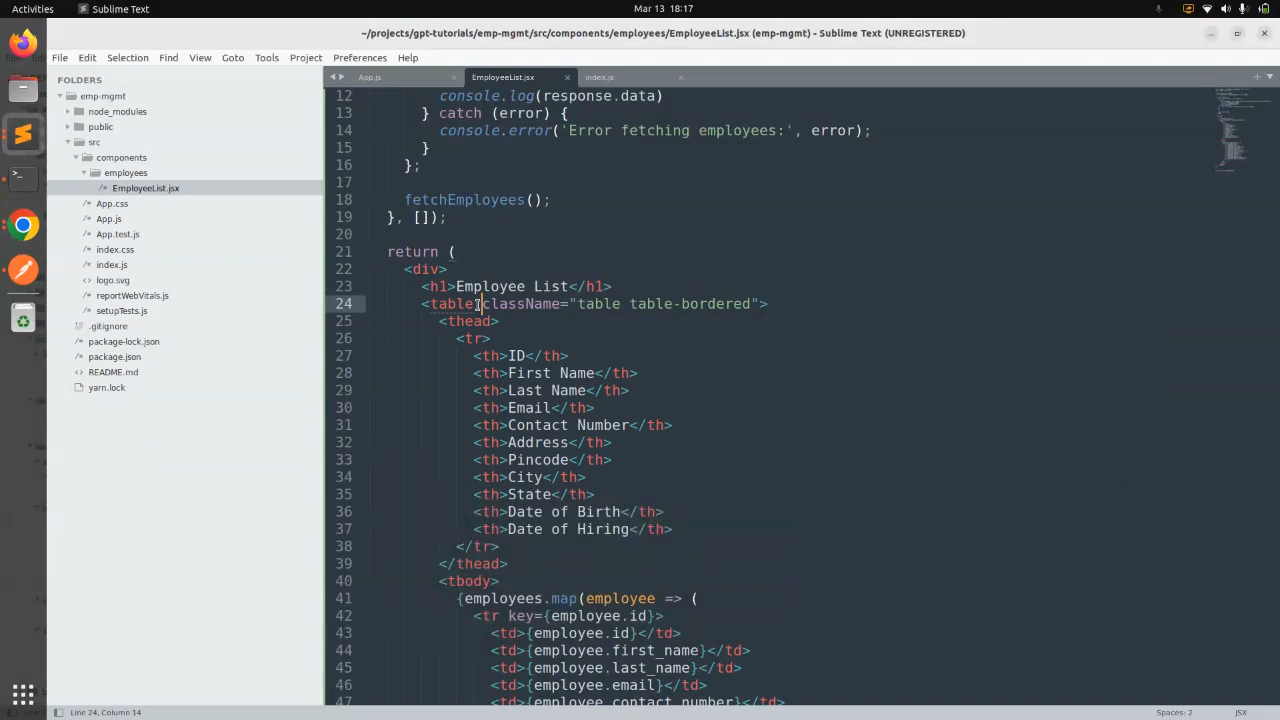 Activities
Sublime Text
Mar 13 18:17
~/projects/gpt-tutorials/emp-mgmt/src/components/employees/EmployeeList.jsx (emp-mgmt) - Sublime Text (UNREGISTERED)
File Edit Selection Find View Goto Tools Project Preferences Help
FOLDERS
emp-mgmt
node_modules
public
src
components
employees
EmployeeList.jsx
App.css
App.js
App.test.js
index.css
index.js
logo.svg
reportWebVitals.js
setupTests.js
.gitignore
package-lock.json
package.json
README.md
yarn.lock
App.js
EmployeeList.jsx
index.js
12 console.log(response.data)
13 } catch (error) {
14 console.error('Error fetching employees:', error);
15 }
16 };
17
18 fetchEmployees();
19 }, []);
20
21 return (
22 <div>
23 <h1>Employee List</h1>
24 <table className="table table-bordered">
25 <thead>
26 <tr>
27 <th>ID</th>
28 <th>First Name</th>
29 <th>Last Name</th>
30 <th>Email</th>
31 <th>Contact Number</th>
32 <th>Address</th>
33 <th>Pincode</th>
34 <th>City</th>
35 <th>State</th>
36 <th>Date of Birth</th>
37 <th>Date of Hiring</th>
38 </tr>
39 </thead>
40 <tbody>
41 {employees.map(employee => (
42 <tr key={employee.id}>
43 <td>{employee.id}</td>
44 <td>{employee.first_name}</td>
45 <td>{employee.last_name}</td>
46 <td>{employee.email}</td>
47 <td>{employee.contact_number}</td>
Line 24, Column 14
Spaces: 2
JSX